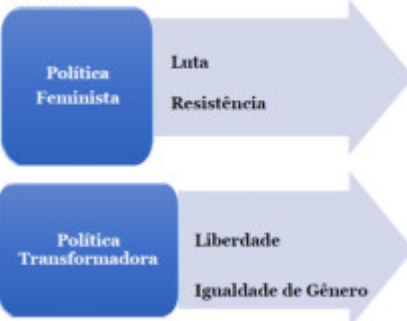 Política
Feminista
Luta
Resistência
Política
Transformadora
Liberdade
Igualdade de Gênero